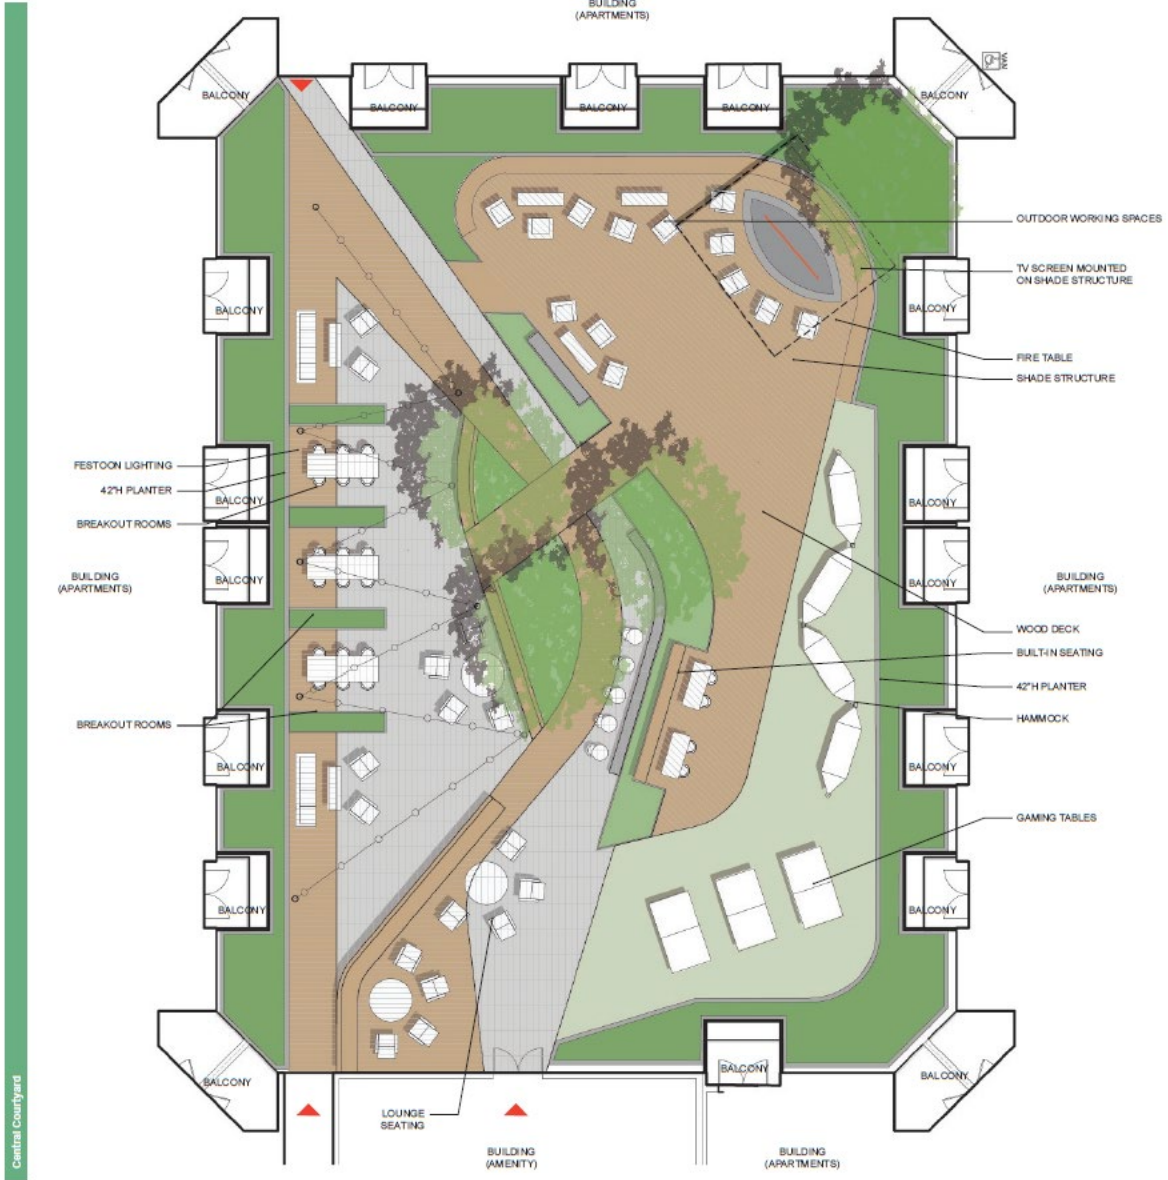 BUILDING
(APARTMENTS)
BALCONY
BALCONY
BALCONY
BALCONY
BALCONY
VAN
OUTDOOR WORKING SPACES
TV SCREEN MOUNTED
ON SHADE STRUCTURE
BALCONY
BALCONY
FIRE TABLE
SHADE STRUCTURE
FESTOON LIGHTING
42"H PLANTER
BREAKOUT ROOMS
BALCONY
BALCONY
BUILDING
(APARTMENTS)
BALCONY
BALCONY
BUILDING
(APARTMENTS)
WOOD DECK
BUILT-IN SEATING
42"H PLANTER
HAMMOCK
BREAKOUT ROOMS
BALCONY
BALCONY
GAMING TABLES
BALCONY
BALCONY
BALCONY
BALCONY
BALCONY
LOUNGE
SEATING
BUILDING
(AMENITY)
BUILDING
(APARTMENTS)
Central Courtyard